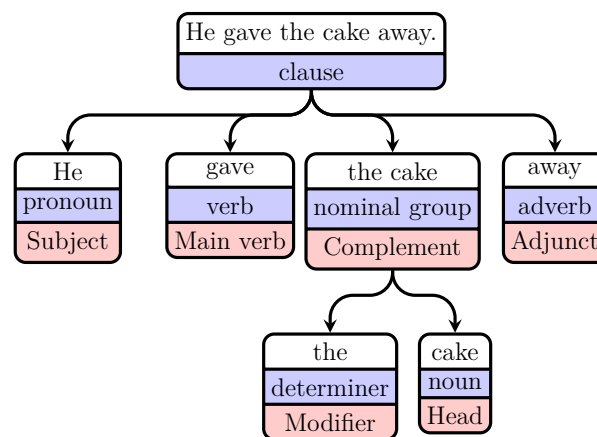 He gave the cake away.
clause
He
pronoun
Subject
gave
verb
Main verb
the cake
nominal group
Complement
away
adverb
Adjunct
the
determiner
Modifier
cake
noun
Head